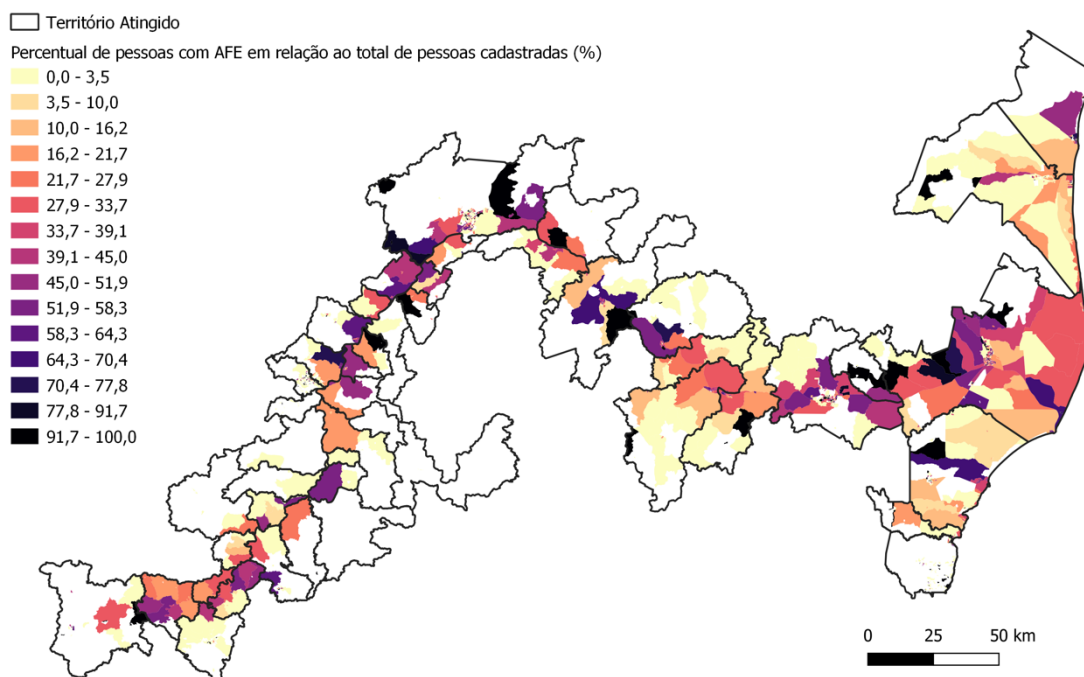 Território Atingido
Percentual de pessoas com AFE em relação ao total de pessoas cadastradas (%)
0,0 - 3,5
3,5 - 10,0
10,0 - 16,2
16,2 - 21,7
21,7 - 27,9
27,9 - 33,7
33,7 - 39,1
39,1 - 45,0
45,0 - 51,9
51,9 - 58,3
58,3 - 64,3
64,3 - 70,4
70,4 - 77,8
77,8 - 91,7
91,7 - 100,0
0 25 50 km